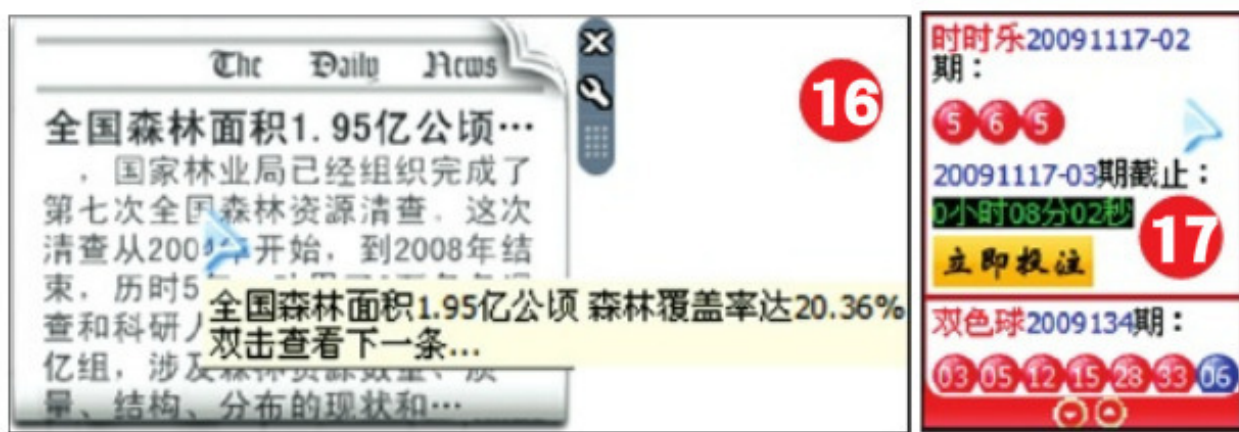 The Daily News
全国森林面积1.95亿公顷…
，国家林业局已经组织完成了
第七次全国森林资源清查。这次
清查从200 年开始，到2008年结
束，历时5
查和科研人
亿组，涉及森林资源数量、质
量、结构、分布的现状和…
全国森林面积1.95亿公顷 森林覆盖率达20.36%
双击查看下一条...
16
时时乐20091117-02
期：
5 6 5
20091117-03期截止：
0小时08分02秒
17
立即投注
双色球2009134期：
03 05 12 15 28 33 06